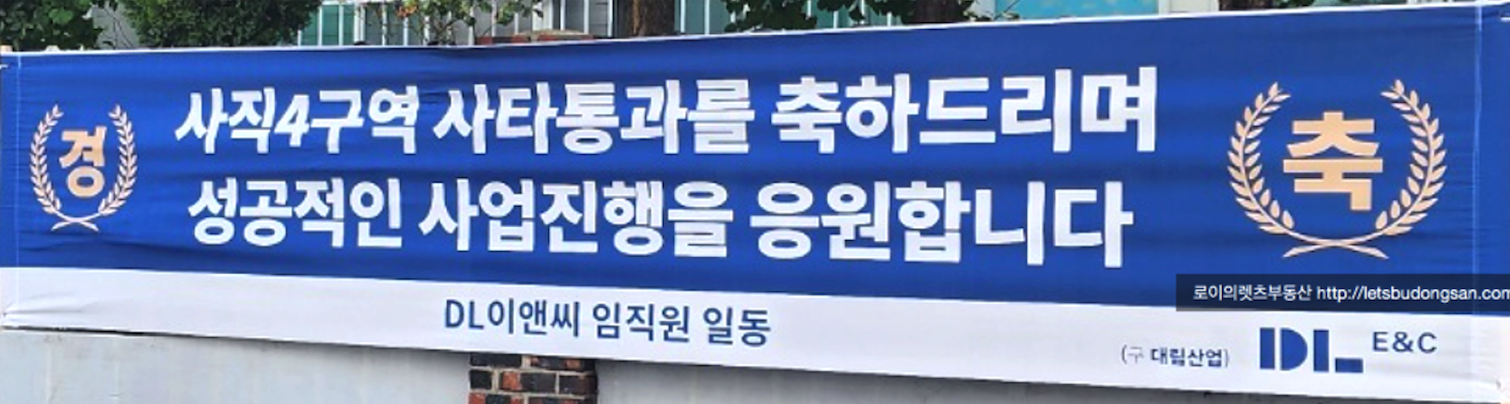 경
사직4구역 사타통과를 축하드리며
성공적인 사업진행을 응원합니다
축
DL이앤씨 임직원 일동
(구 대림산업)
DL E&C
로이의렛츠부동산 http://letsbudongsan.com